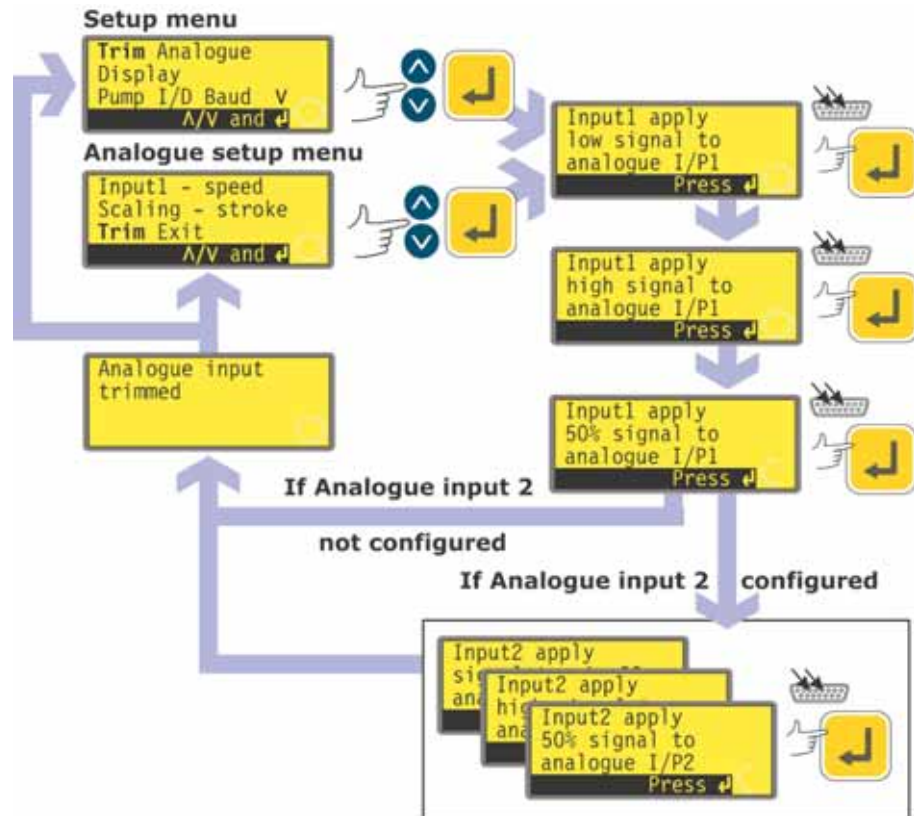 Setup menu
Trim Analogue
Display
Pump I/D Baud V
Λ/V and ↲
Analogue setup menu
Input1 - speed
Scaling - stroke
Trim Exit
Λ/V and ↲
Input1 apply
low signal to
analogue I/P1
Press ↲
Input1 apply
high signal to
analogue I/P1
Press ↲
Input1 apply
50% signal to
analogue I/P1
Press ↲
Analogue input
trimmed
If Analogue input 2
not configured
If Analogue input 2 configured
Input2 apply
Input2 apply
Input2 apply
50% signal to
analogue I/P2
Press ↲